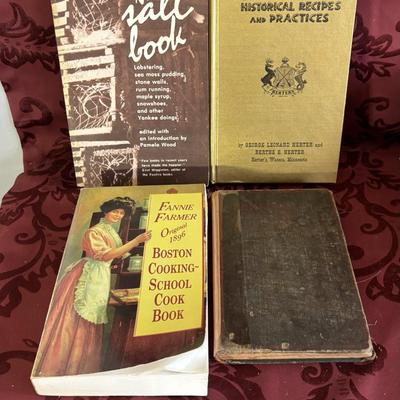 salt
book
Lobstering,
sea moss pudding,
stone walls,
rum running,
maple syrup,
snowshoes,
and other
Yankee doings.
edited with
an introduction by
Pamela Wood
HISTORICAL RECIPES
AND PRACTICES
HERTERS
by GEORGE LEONARD HERTER and
BERTHE E. HERTER
Herter's, Waseca, Minnesota
FANNIE
FARMER
Original
1896
BOSTON
COOKING~
SCHOOL
COOK
BOOK